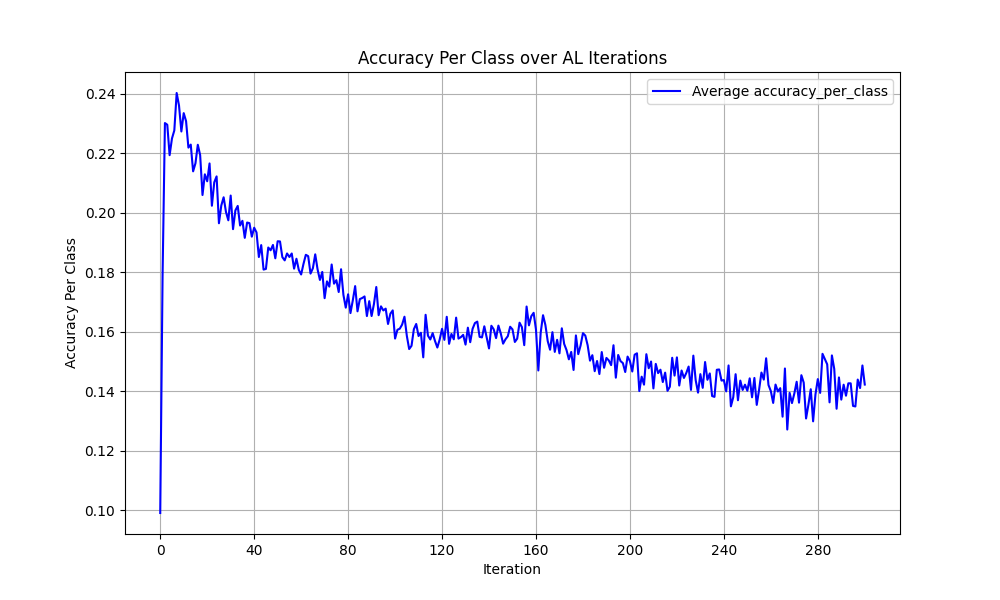 Accuracy Per Class over AL Iterations
Average accuracy_per_class
Accuracy Per Class
0.24
0.22
0.20
0.18
0.16
0.14
0.12
0.10
0 40 80 120 160 200 240 280
Iteration